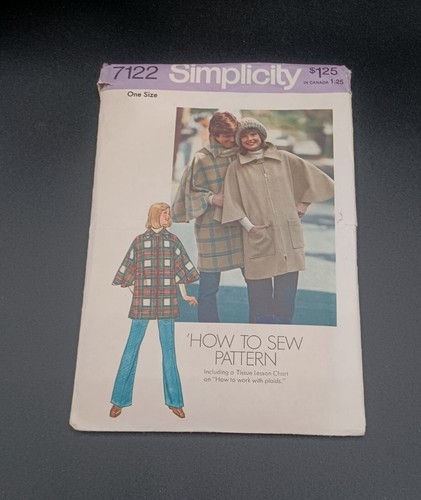 7122 Simplicity $1.25
IN CANADA 1.25
One Size
'HOW TO SEW
PATTERN
Including a Tissue Lesson Chart
on "How to work with plaids."